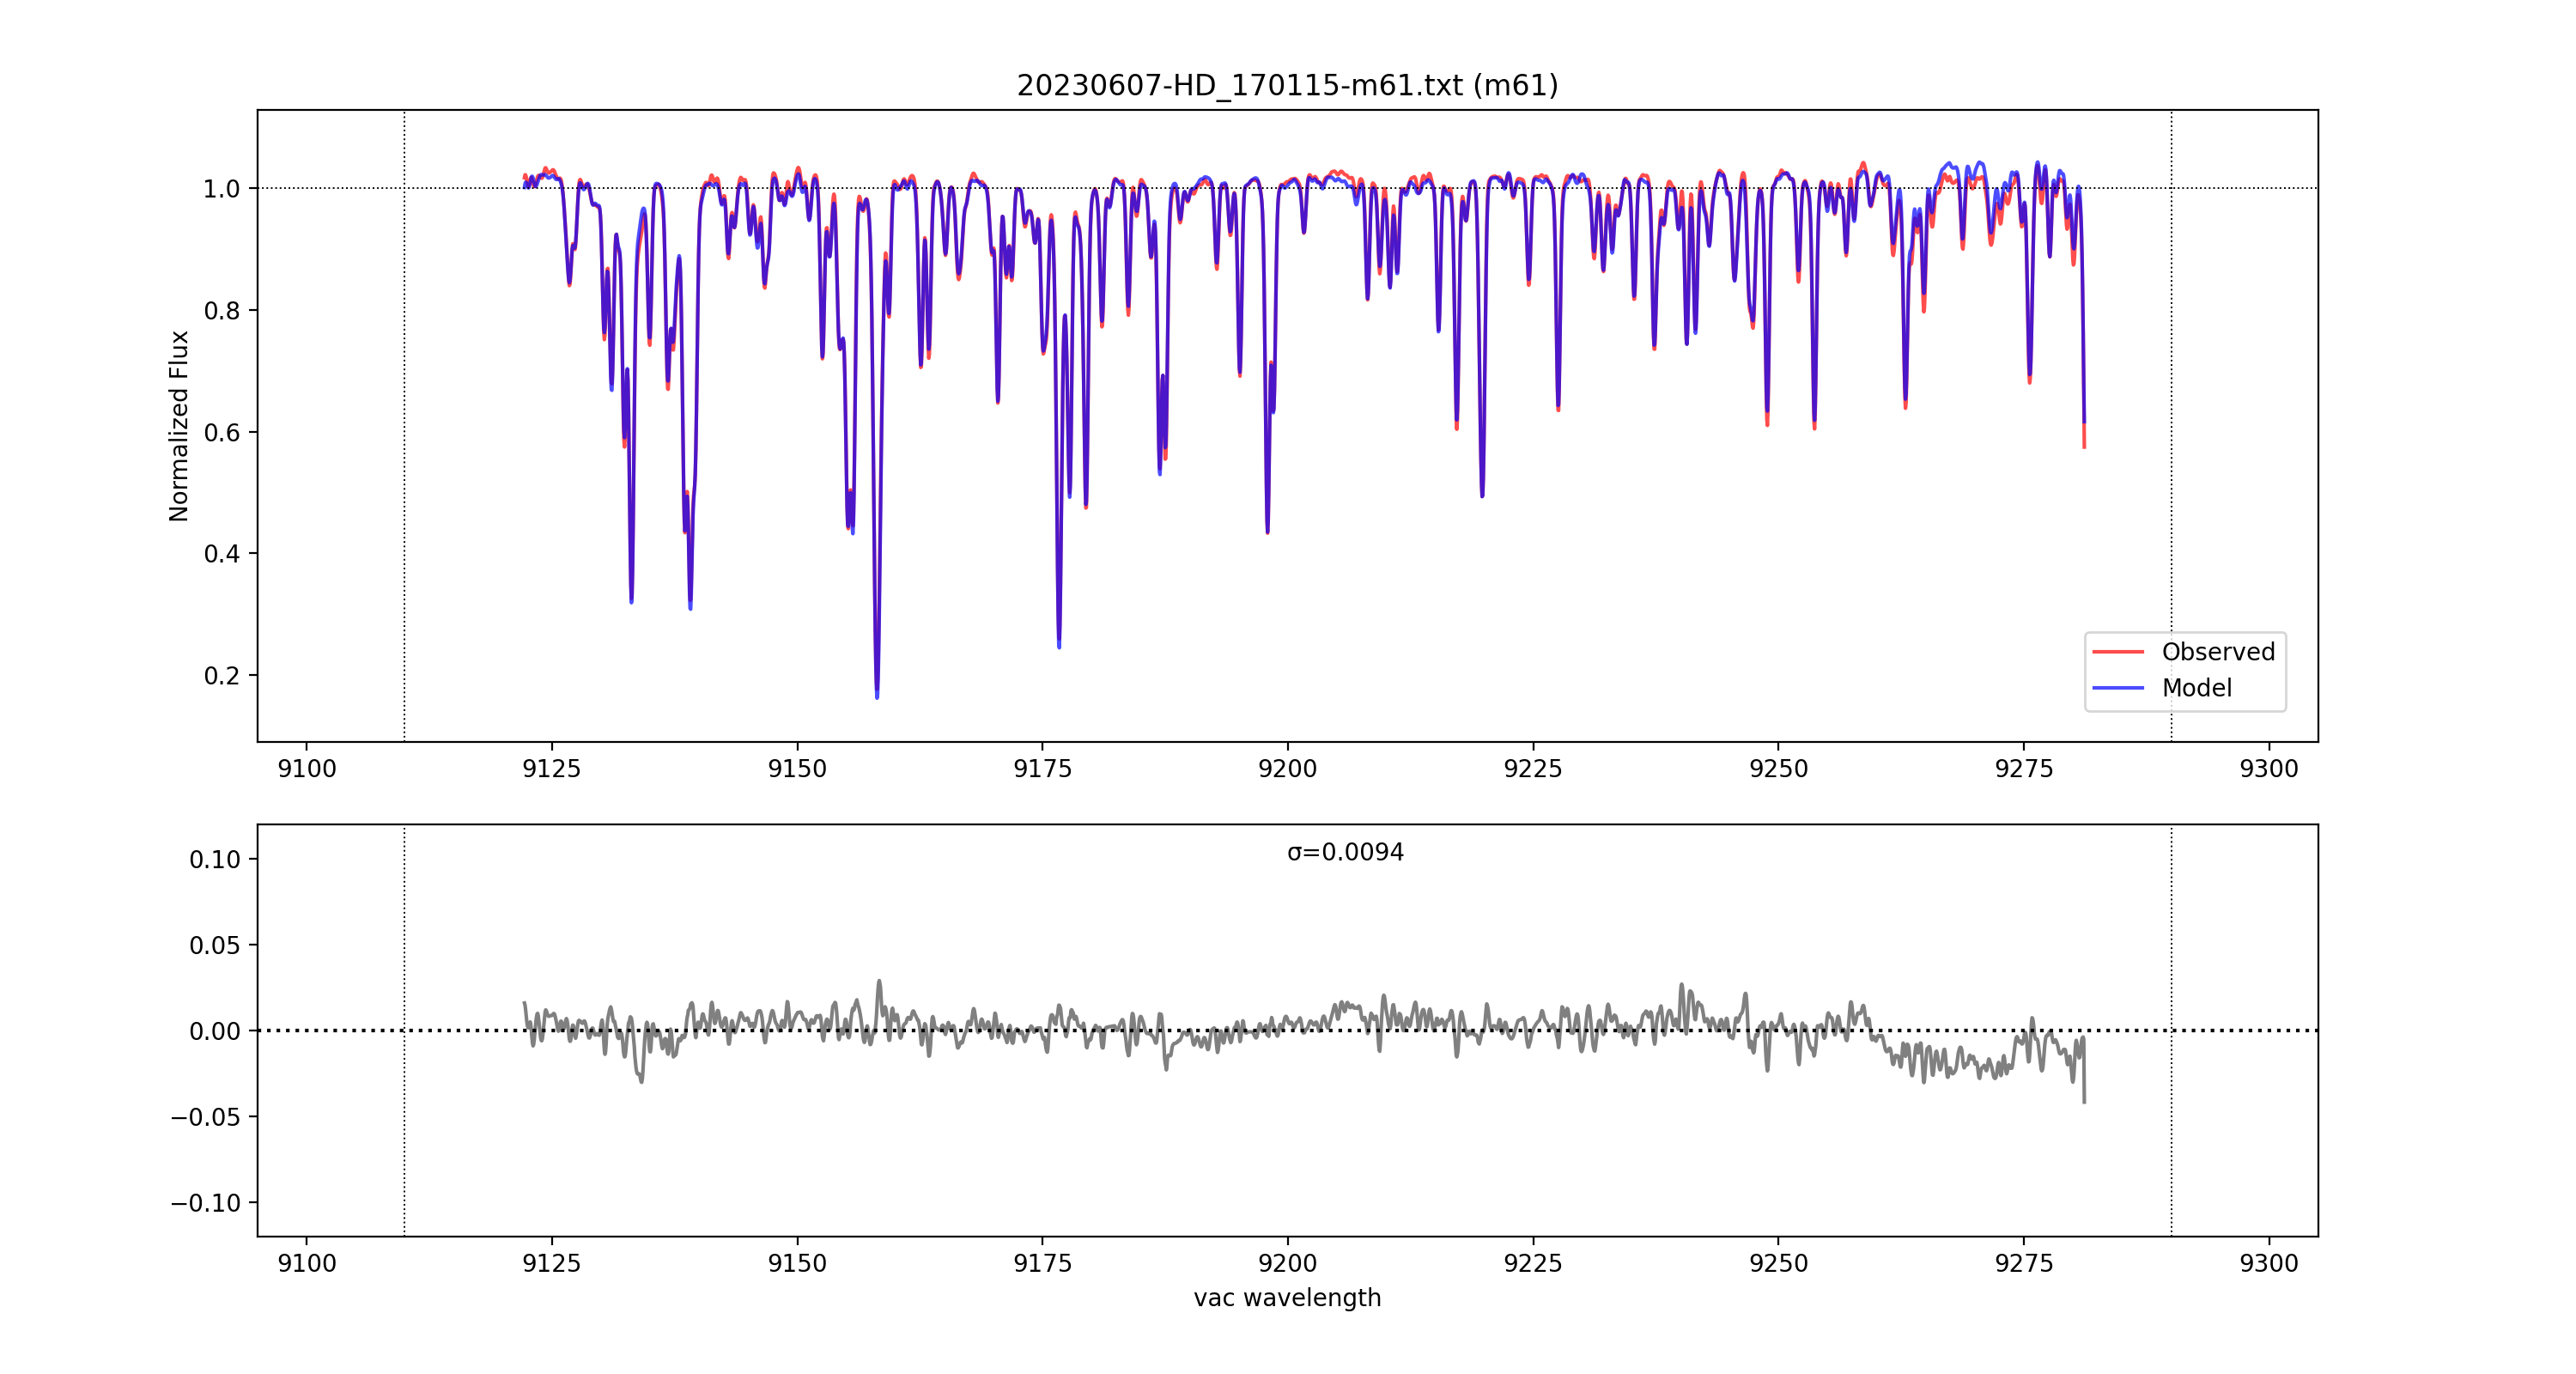 20230607-HD_170115-m61.txt (m61)
Normalized Flux
1.0
0.8
0.6
0.4
0.2
Observed
Model
9100 9125 9150 9175 9200 9225 9250 9275 9300
σ=0.0094
0.10
0.05
0.00
−0.05
−0.10
9100 9125 9150 9175 9200 9225 9250 9275 9300
vac wavelength